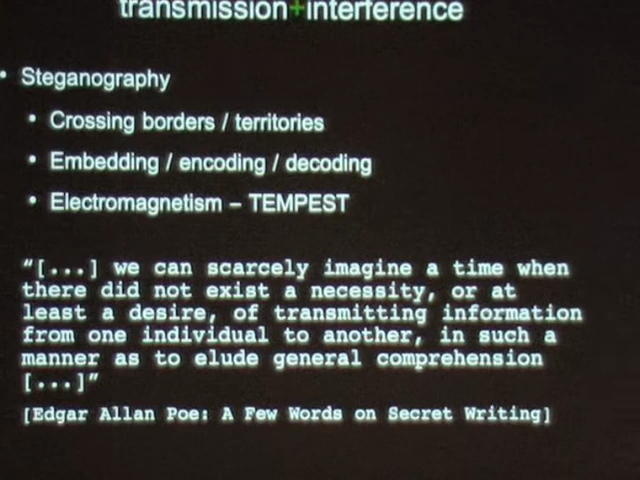 transmission+interference
• Steganography
• Crossing borders / territories
• Embedding / encoding / decoding
• Electromagnetism – TEMPEST
"[...] we can scarcely imagine a time when
there did not exist a necessity, or at
least a desire, of transmitting information
from one individual to another, in such a
manner as to elude general comprehension
[...]"
[Edgar Allan Poe: A Few Words on Secret Writing]